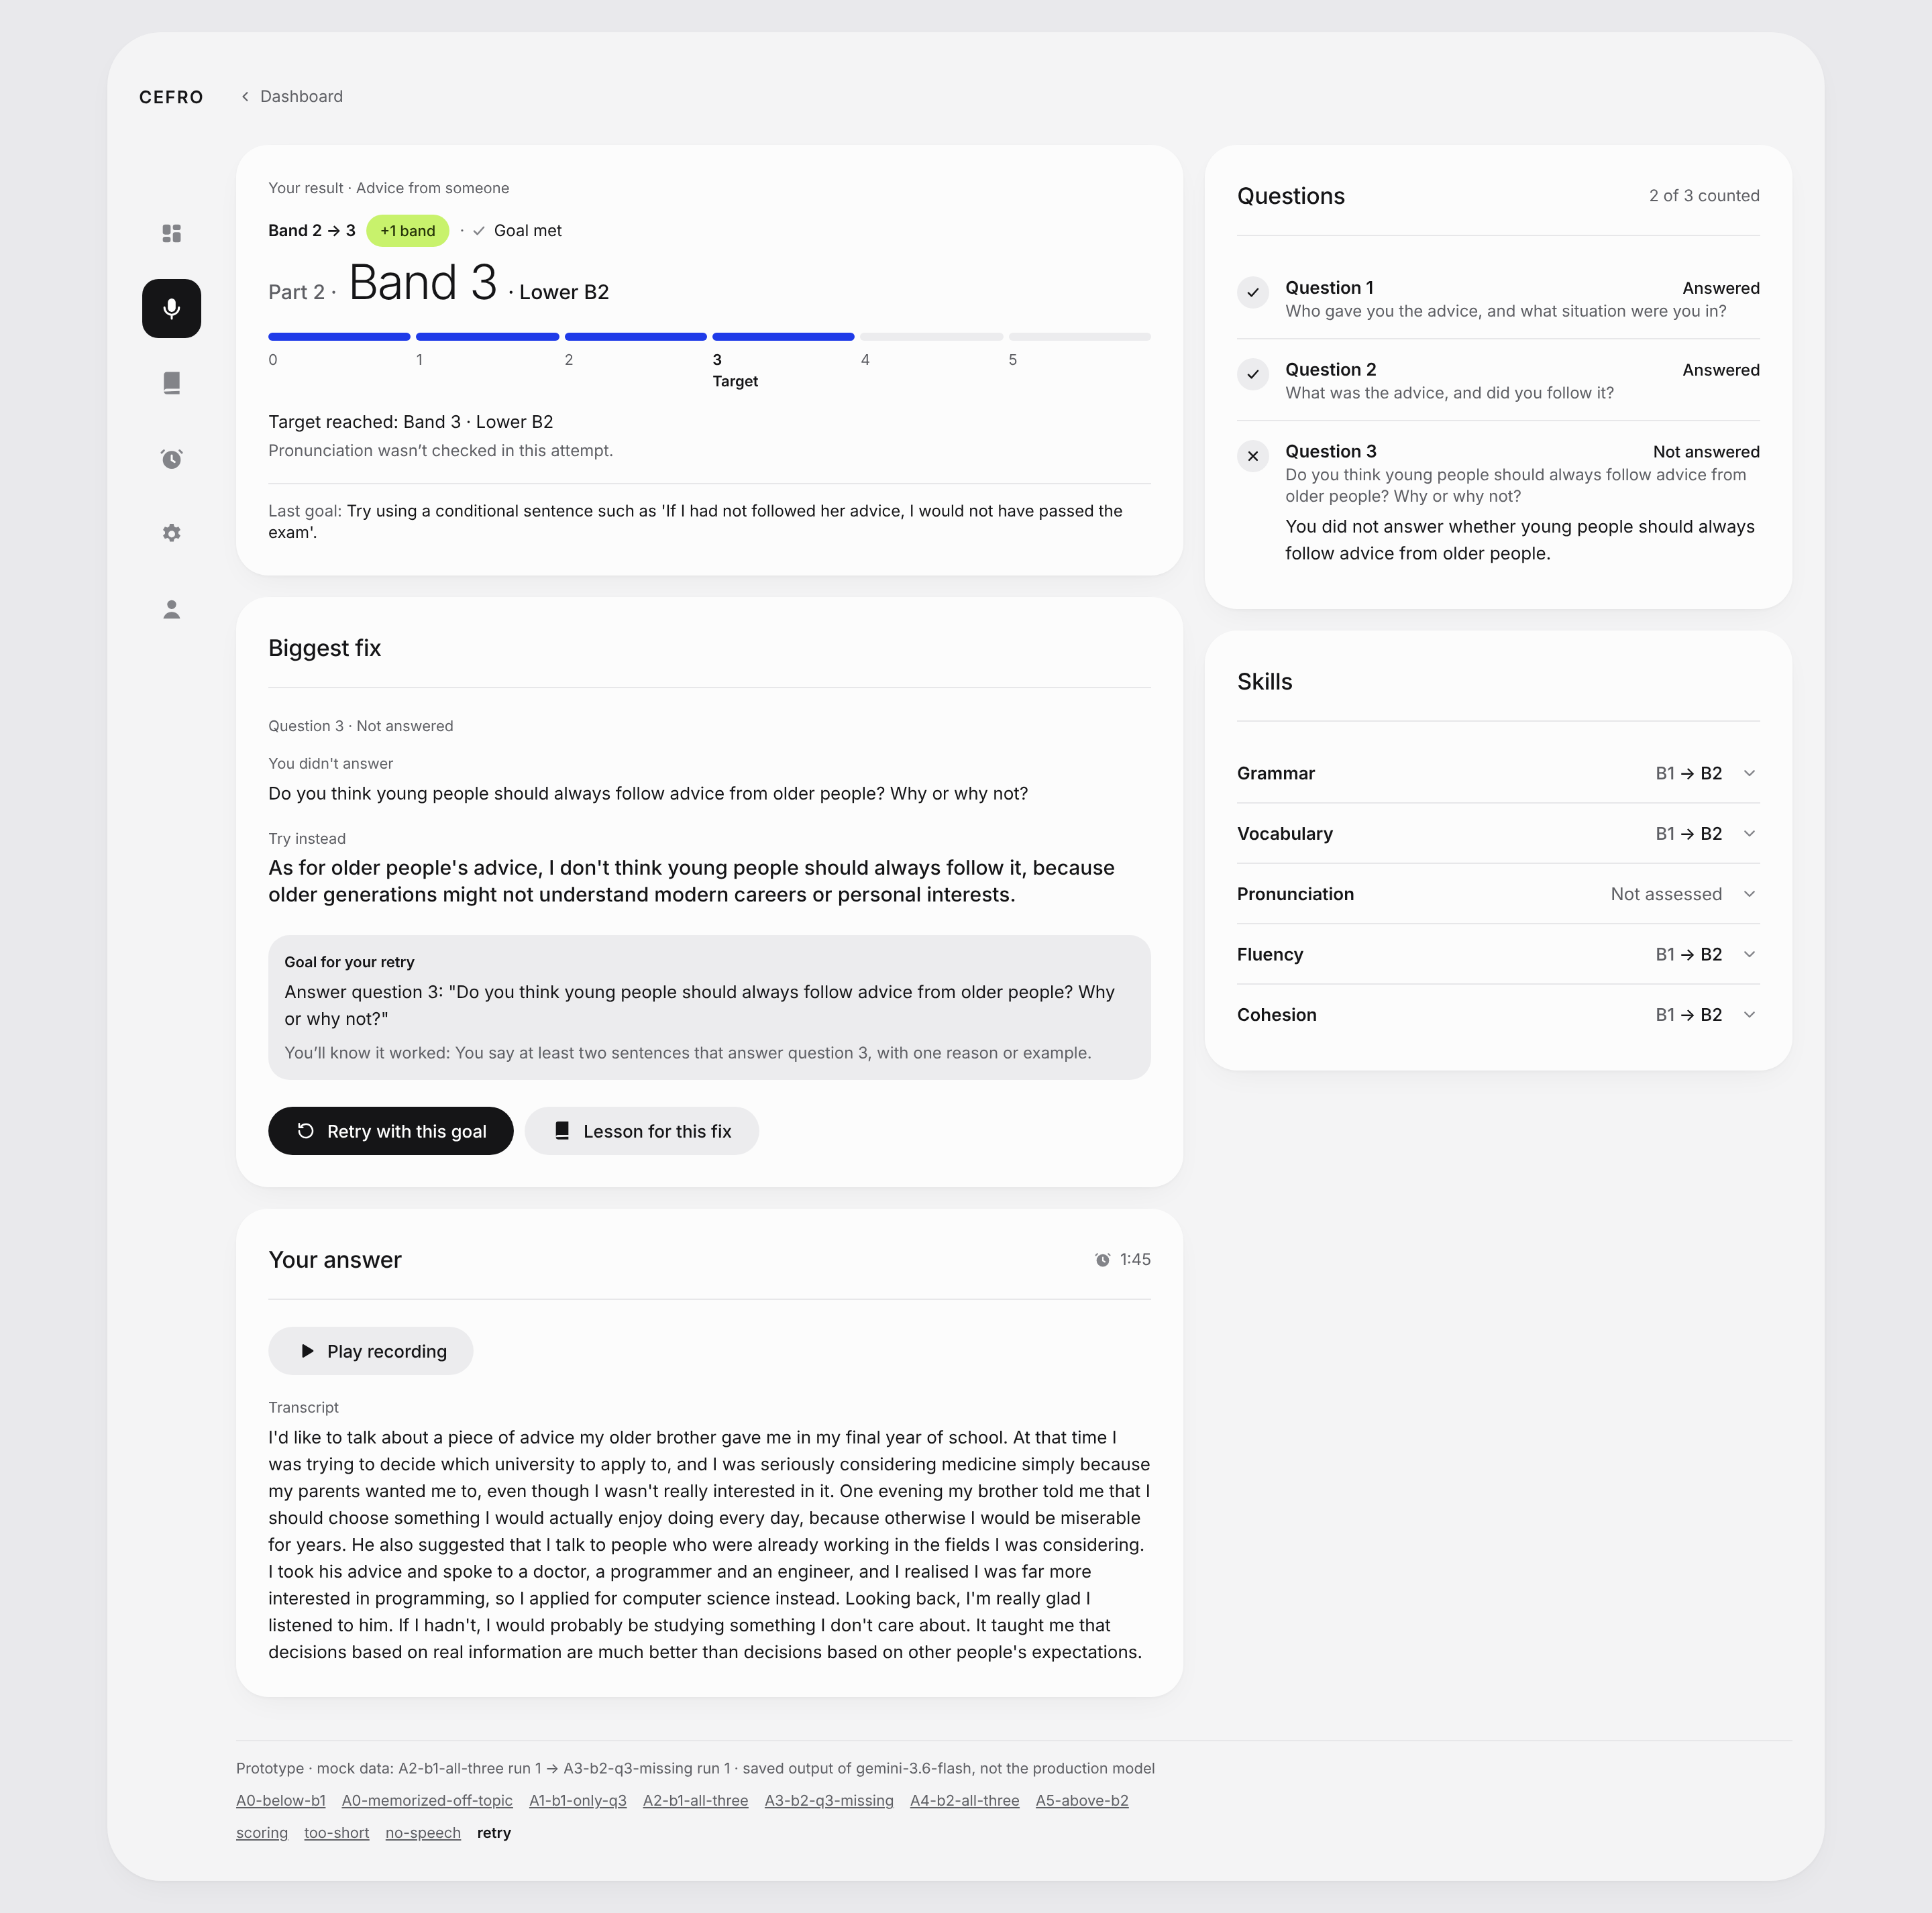 CEFRO
Dashboard
Your result · Advice from someone
Band 2 → 3 +1 band · Goal met
Part 2 · Band 3 · Lower B2
0 1 2 3 4 5
Target
Target reached: Band 3 · Lower B2
Pronunciation wasn’t checked in this attempt.
Last goal: Try using a conditional sentence such as 'If I had not followed her advice, I would not have passed the
exam'.
Biggest fix
Question 3 · Not answered
You didn't answer
Do you think young people should always follow advice from older people? Why or why not?
Try instead
As for older people's advice, I don't think young people should always follow it, because
older generations might not understand modern careers or personal interests.
Goal for your retry
Answer question 3: "Do you think young people should always follow advice from older people? Why
or why not?"
You’ll know it worked: You say at least two sentences that answer question 3, with one reason or example.
Retry with this goal
Lesson for this fix
Your answer
1:45
Play recording
Transcript
I'd like to talk about a piece of advice my older brother gave me in my final year of school. At that time I
was trying to decide which university to apply to, and I was seriously considering medicine simply because
my parents wanted me to, even though I wasn't really interested in it. One evening my brother told me that I
should choose something I would actually enjoy doing every day, because otherwise I would be miserable
for years. He also suggested that I talk to people who were already working in the fields I was considering.
I took his advice and spoke to a doctor, a programmer and an engineer, and I realised I was far more
interested in programming, so I applied for computer science instead. Looking back, I'm really glad I
listened to him. If I hadn't, I would probably be studying something I don't care about. It taught me that
decisions based on real information are much better than decisions based on other people's expectations.
Questions
2 of 3 counted
Question 1 Answered
Who gave you the advice, and what situation were you in?
Question 2 Answered
What was the advice, and did you follow it?
Question 3 Not answered
Do you think young people should always follow advice from
older people? Why or why not?
You did not answer whether young people should always
follow advice from older people.
Skills
Grammar B1 → B2
Vocabulary B1 → B2
Pronunciation Not assessed
Fluency B1 → B2
Cohesion B1 → B2
Prototype · mock data: A2-b1-all-three run 1 → A3-b2-q3-missing run 1 · saved output of gemini-3.6-flash, not the production model
A0-below-b1 A0-memorized-off-topic A1-b1-only-q3 A2-b1-all-three A3-b2-q3-missing A4-b2-all-three A5-above-b2
scoring too-short no-speech retry